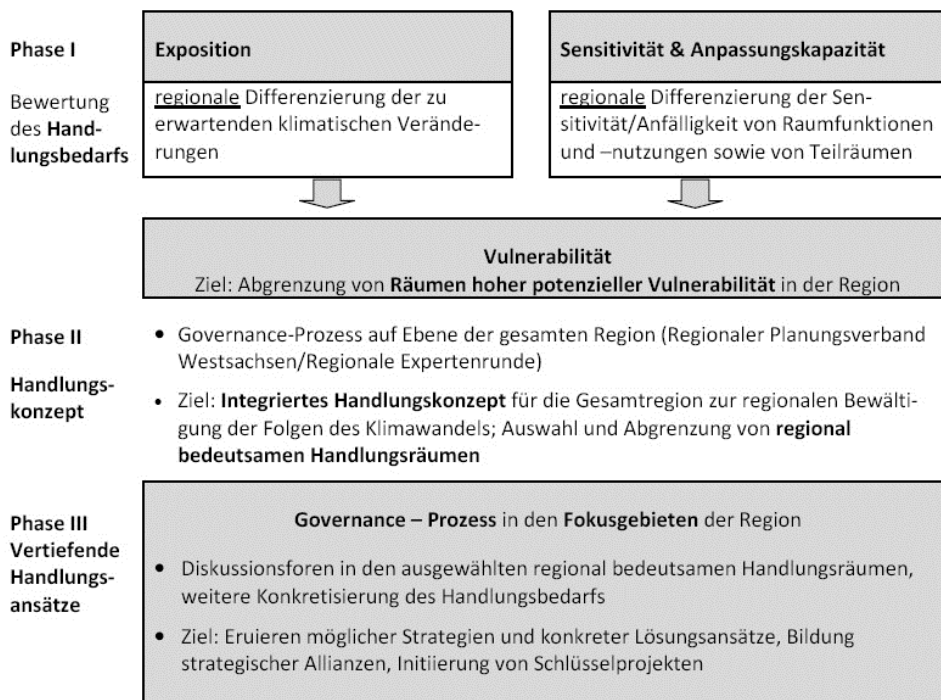 Phase I
Bewertung
des Hand-
lungsbedarfs
Exposition
regionale Differenzierung der zu
erwartenden klimatischen Verände-
rungen
Sensitivität & Anpassungskapazität
regionale Differenzierung der Sen-
sitivität/Anfälligkeit von Raumfunktionen
und –nutzungen sowie von Teilräumen
Vulnerabilität
Ziel: Abgrenzung von Räumen hoher potenzieller Vulnerabilität in der Region
Phase II
Handlungs-
konzept
• Governance-Prozess auf Ebene der gesamten Region (Regionaler Planungsverband
Westsachsen/Regionale Expertenrunde)
• Ziel: Integriertes Handlungskonzept für die Gesamtregion zur regionalen Bewälti-
gung der Folgen des Klimawandels; Auswahl und Abgrenzung von regional
bedeutsamen Handlungsräumen
Phase III
Vertiefende
Handlungs-
ansätze
Governance – Prozess in den Fokusgebieten der Region
• Diskussionsforen in den ausgewählten regional bedeutsamen Handlungsräumen,
weitere Konkretisierung des Handlungsbedarfs
• Ziel: Eruieren möglicher Strategien und konkreter Lösungsansätze, Bildung
strategischer Allianzen, Initiierung von Schlüsselprojekten